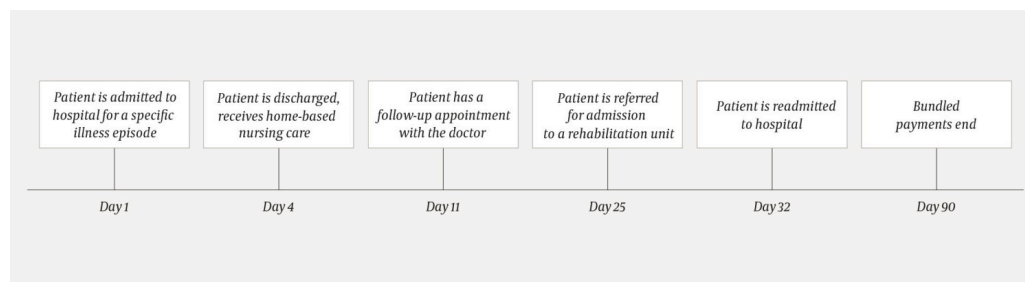 Patient is admitted to
hospital for a specific
illness episode
Patient is discharged,
receives home-based
nursing care
Patient has a
follow-up appointment
with the doctor
Patient is referred
for admission
to a rehabilitation unit
Patient is readmitted
to hospital
Bundled
payments end
Day 1
Day 4
Day 11
Day 25
Day 32
Day 90